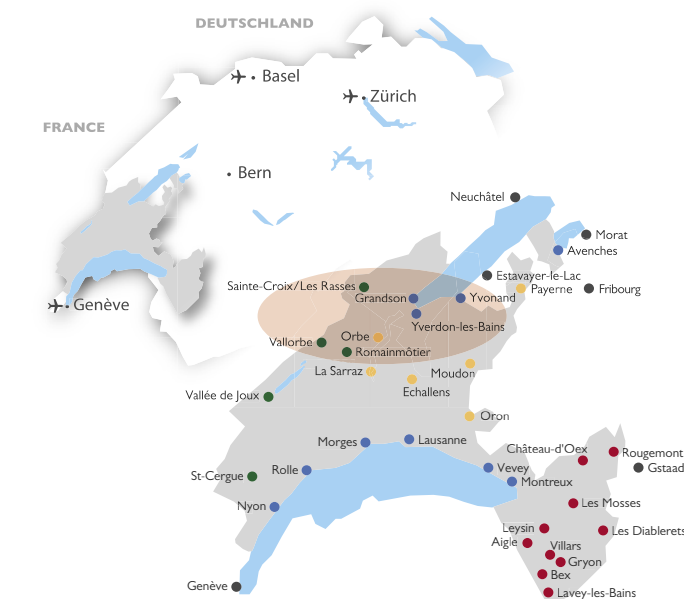 DEUTSCHLAND
Basel
Zürich
FRANCE
Bern
Neuchâtel
Morat
Avenches
Estavayer-le-Lac
Sainte-Croix/Les Rasses
Payerne
Fribourg
Grandson
Yvonand
Genève
Yverdon-les-Bains
Orbe
Vallorbe
Romainmôtier
La Sarraz
Moudon
Echallens
Vallée de Joux
Oron
Morges
Lausanne
Château-d'Oex
Rougemont
Gstaad
Rolle
Vevey
St-Cergue
Montreux
Nyon
Les Mosses
Leysin
Les Diablerets
Aigle
Villars
Gryon
Bex
Genève
Lavey-les-Bains